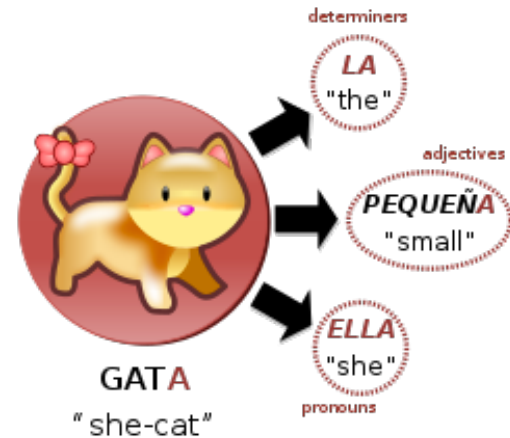 determiners
LA
"the"
adjectives
PEQUEÑA
"small"
ELLA
"she"
pronouns
GATA
"she-cat"